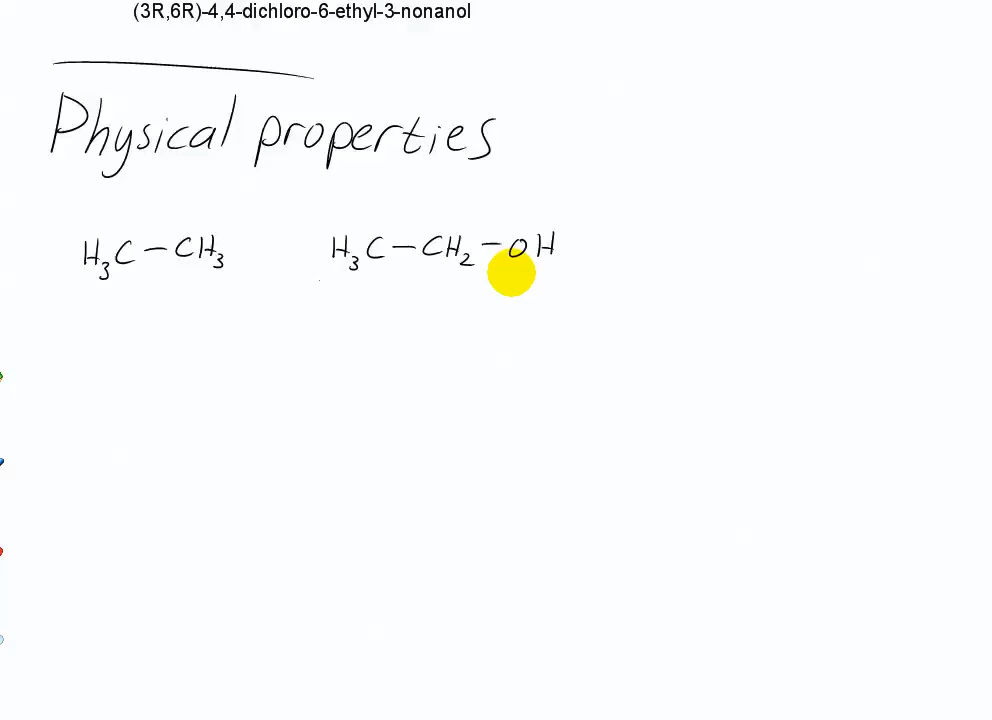 (3R,6R)-4,4-dichloro-6-ethyl-3-nonanol
Physical properties
H₃C-CH₃ H₃C-CH₂-OH